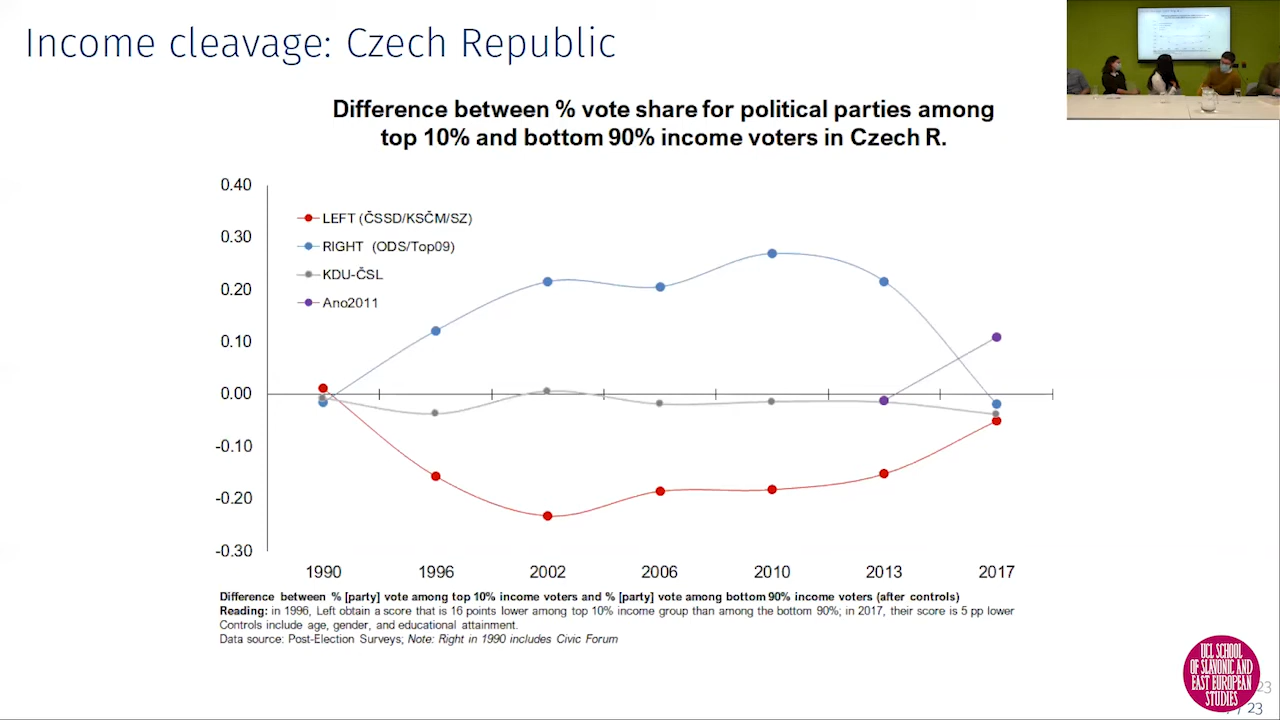 Income cleavage: Czech Republic
Difference between % vote share for political parties among
top 10% and bottom 90% income voters in Czech R.
0.40
0.30
0.20
0.10
0.00
-0.10
-0.20
-0.30
LEFT (ČSSD/KSČM/SZ)
RIGHT (ODS/Top09)
KDU-ČSL
Ano2011
1990 1996 2002 2006 2010 2013 2017
Difference between % [party] vote among top 10% income voters and % [party] vote among bottom 90% income voters (after controls)
Reading: in 1996, Left obtain a score that is 16 points lower among top 10% income group than among the bottom 90%; in 2017, their score is 5 pp lower
Controls include age, gender, and educational attainment.
Data source: Post-Election Surveys; Note: Right in 1990 includes Civic Forum
UCL SCHOOL
OF SLAVONIC AND
EAST EUROPEAN
STUDIES
23
/ 23